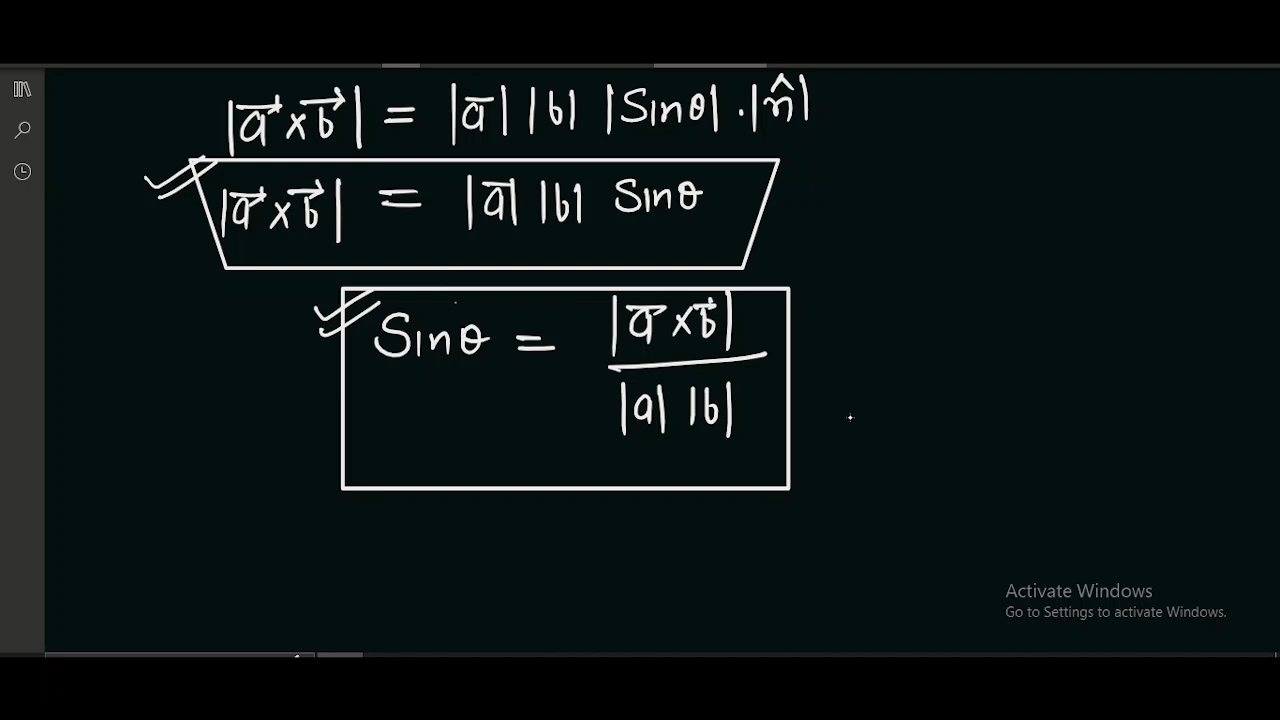 |a⃗ × b⃗| = |a̅| |b| |Sinθ| · |n̂|
|a⃗ × b⃗| = |a̅| |b| Sinθ
Sinθ = |a⃗ × b⃗| / |a| |b|
Activate Windows
Go to Settings to activate Windows.